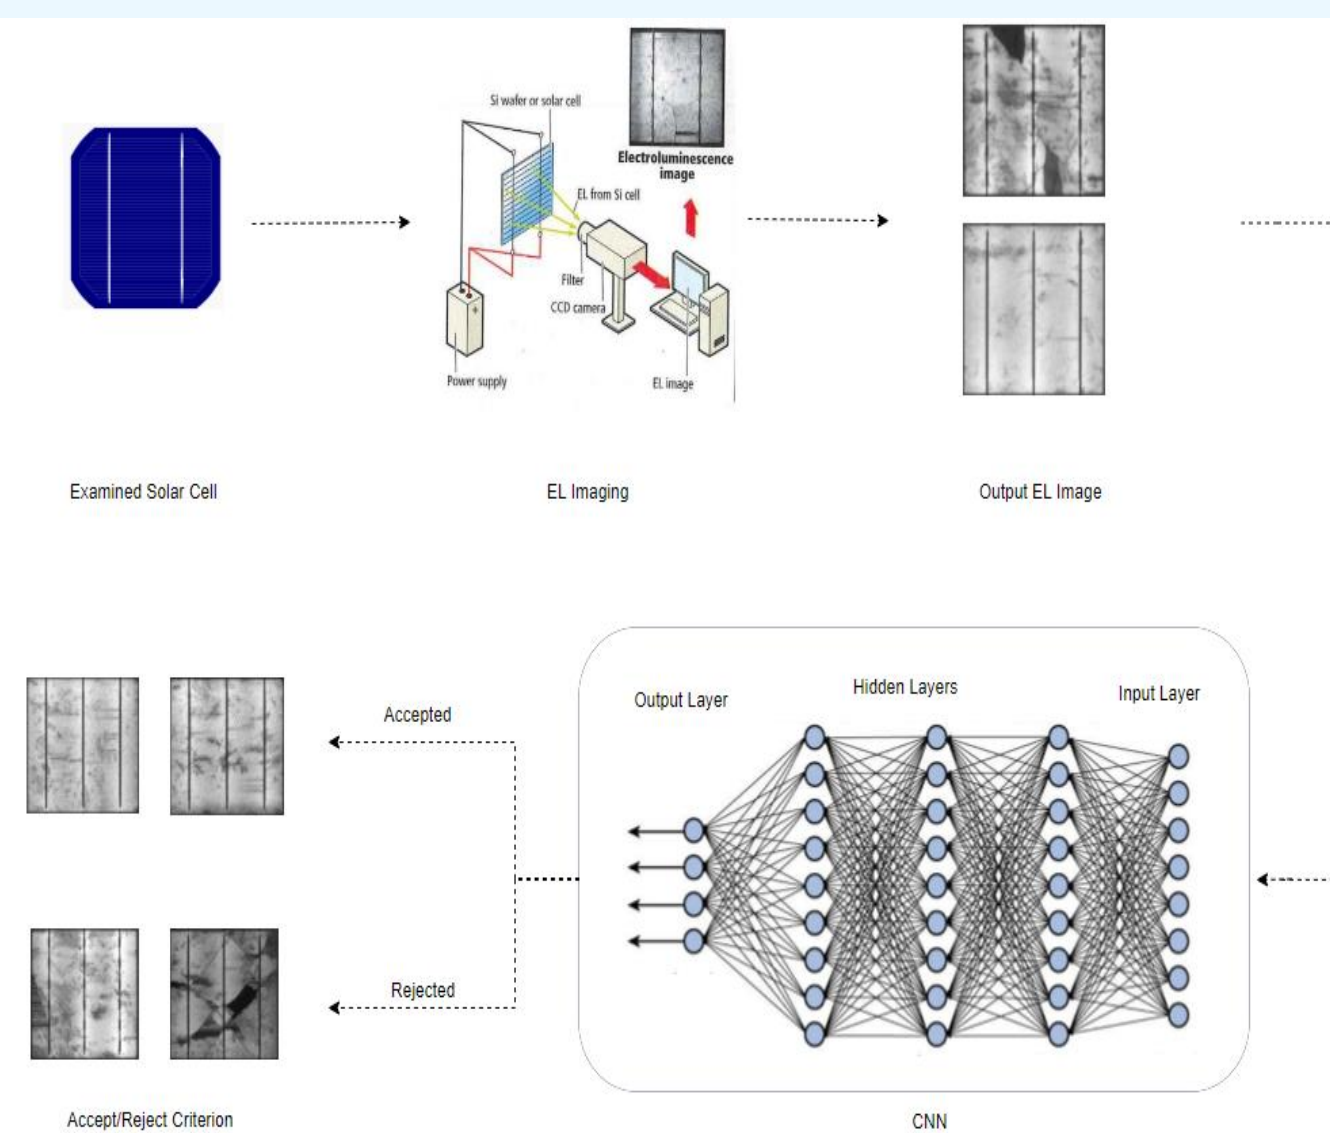 Si wafer or solar cell
Electroluminescence
image
EL from Si cell
Filter
CCD camera
Power supply
EL image
Examined Solar Cell
EL Imaging
Output EL Image
Output Layer
Hidden Layers
Input Layer
Accepted
Rejected
Accept/Reject Criterion
CNN